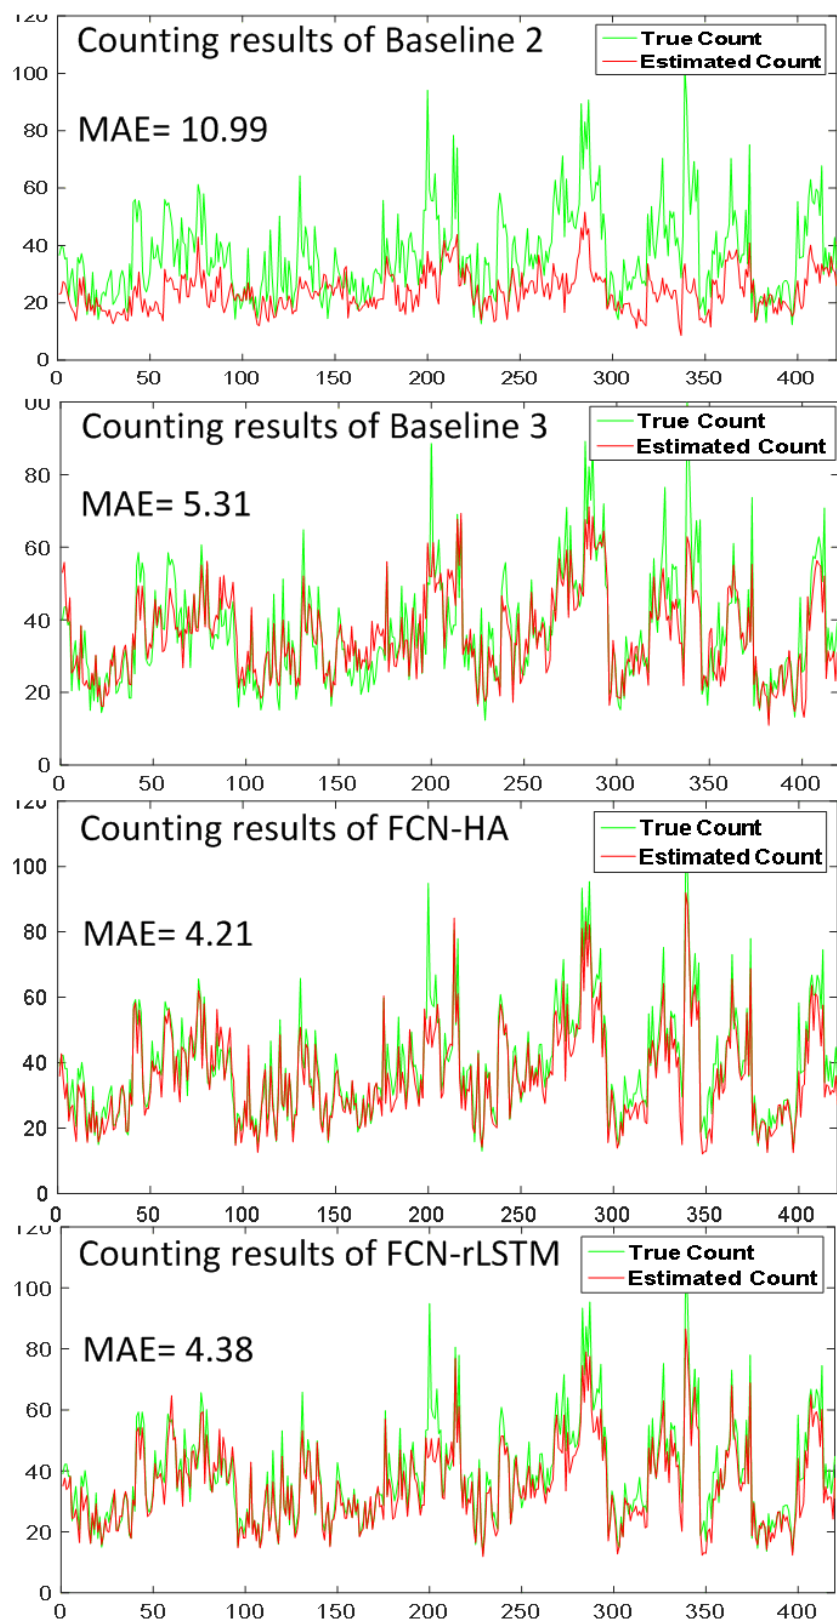 120
Counting results of Baseline 2
True Count
Estimated Count
100
MAE= 10.99
80
60
40
20
0
0 50 100 150 200 250 300 350 400
00
Counting results of Baseline 3
True Count
Estimated Count
80
MAE= 5.31
60
40
20
0
0 50 100 150 200 250 300 350 400
120
Counting results of FCN-HA
True Count
Estimated Count
100
MAE= 4.21
80
60
40
20
0
0 50 100 150 200 250 300 350 400
120
Counting results of FCN-rLSTM
True Count
Estimated Count
100
MAE= 4.38
80
60
40
20
0
0 50 100 150 200 250 300 350 400